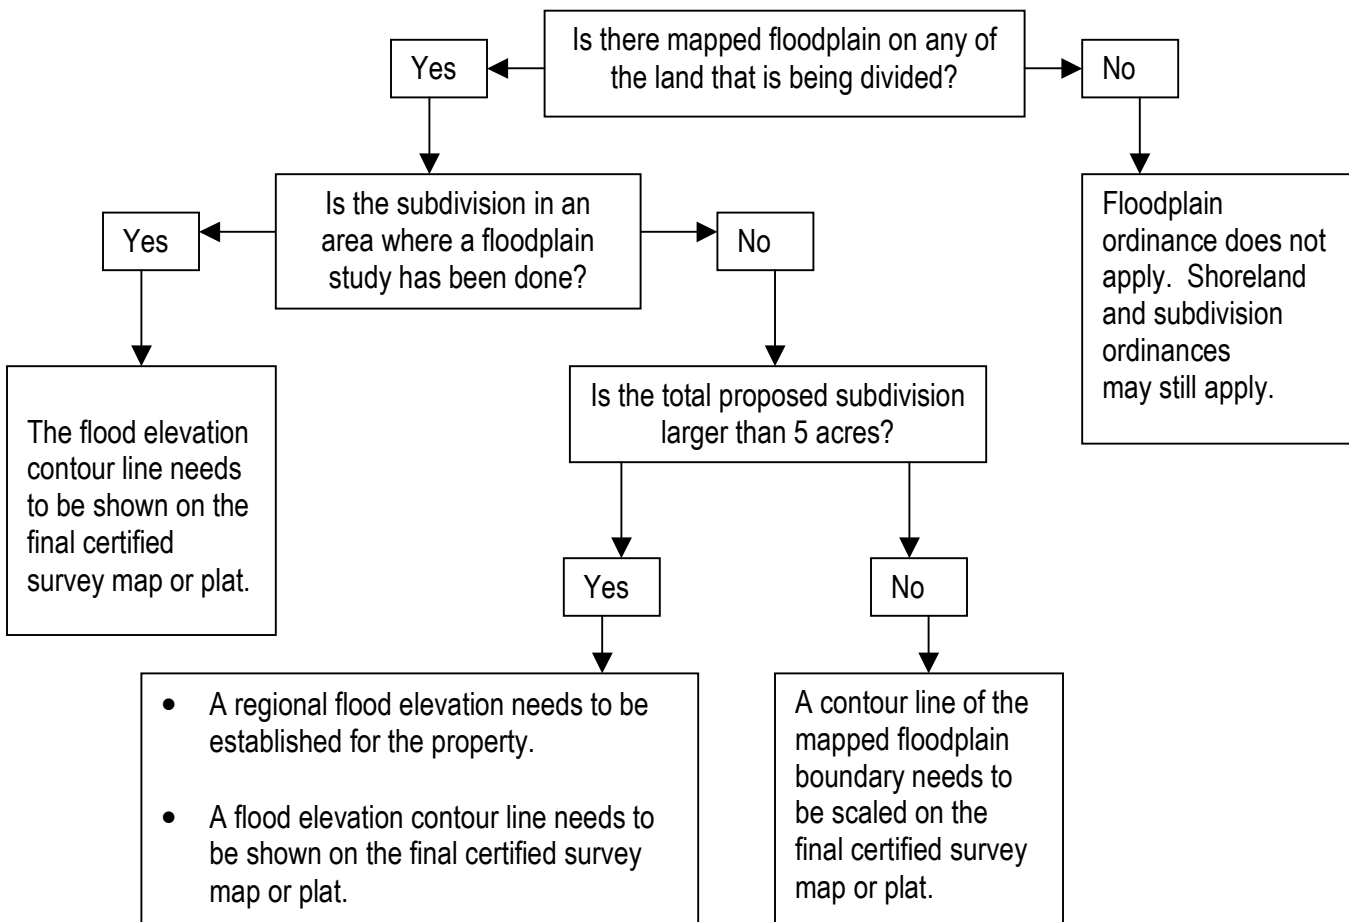 Is there mapped floodplain on any of
the land that is being divided?
Yes
No
Is the subdivision in an
area where a floodplain
study has been done?
Floodplain
ordinance does not
apply. Shoreland
and subdivision
ordinances
may still apply.
Yes
No
The flood elevation
contour line needs
to be shown on the
final certified
survey map or plat.
Is the total proposed subdivision
larger than 5 acres?
Yes
No
• A regional flood elevation needs to be
established for the property.
• A flood elevation contour line needs to
be shown on the final certified survey
map or plat.
A contour line of the
mapped floodplain
boundary needs to
be scaled on the
final certified survey
map or plat.